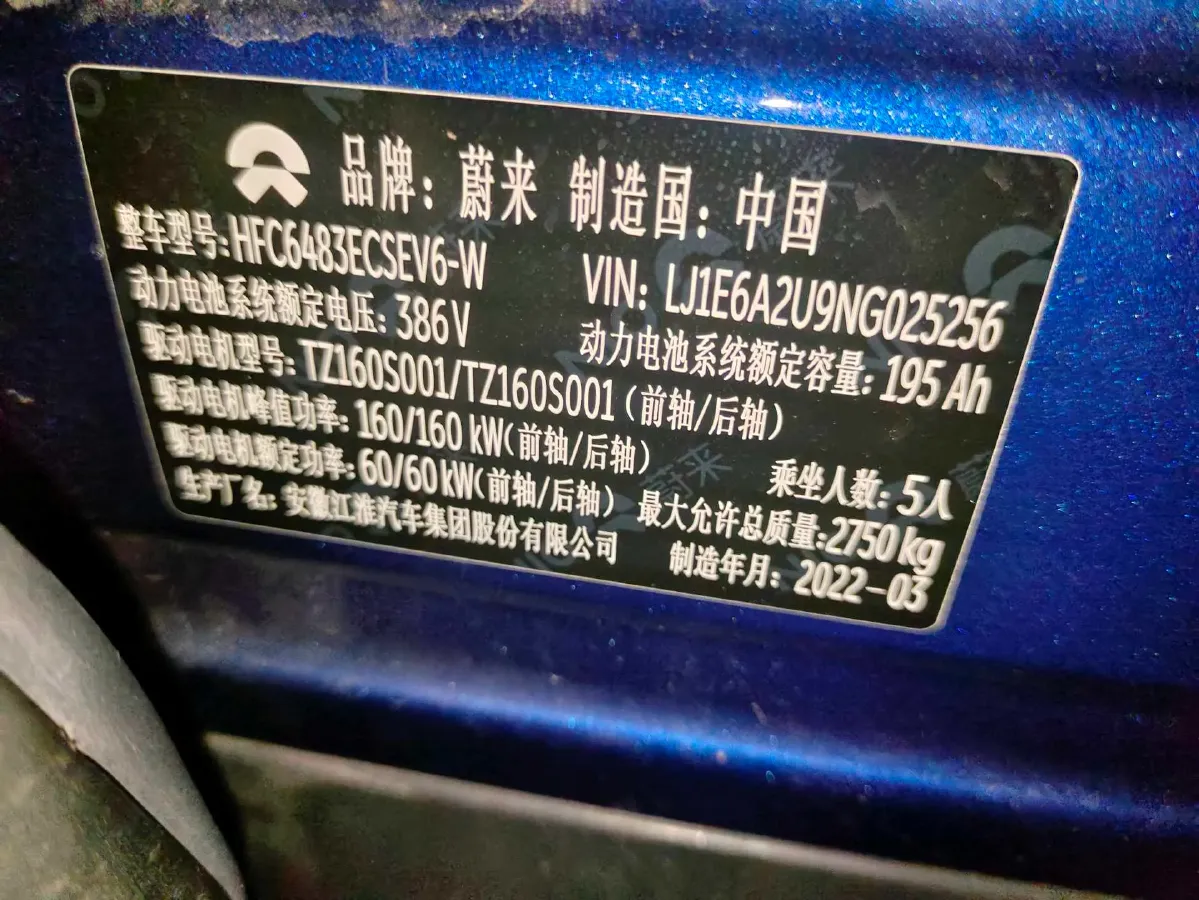 品牌：蔚来 制造国：中国
整车型号：HFC6483ECSEV6-W VIN：LJ1E6A2U9NG025256
动力电池系统额定电压：386V 动力电池系统额定容量：195 Ah
驱动电机型号：TZ160S001/TZ160S001（前轴/后轴）
驱动电机峰值功率：160/160 kW(前轴/后轴) 乘坐人数：5人
驱动电机额定功率：60/60 kW(前轴/后轴) 最大允许总质量：2750kg
生产厂名：安徽江淮汽车集团股份有限公司 制造年月：2022-03